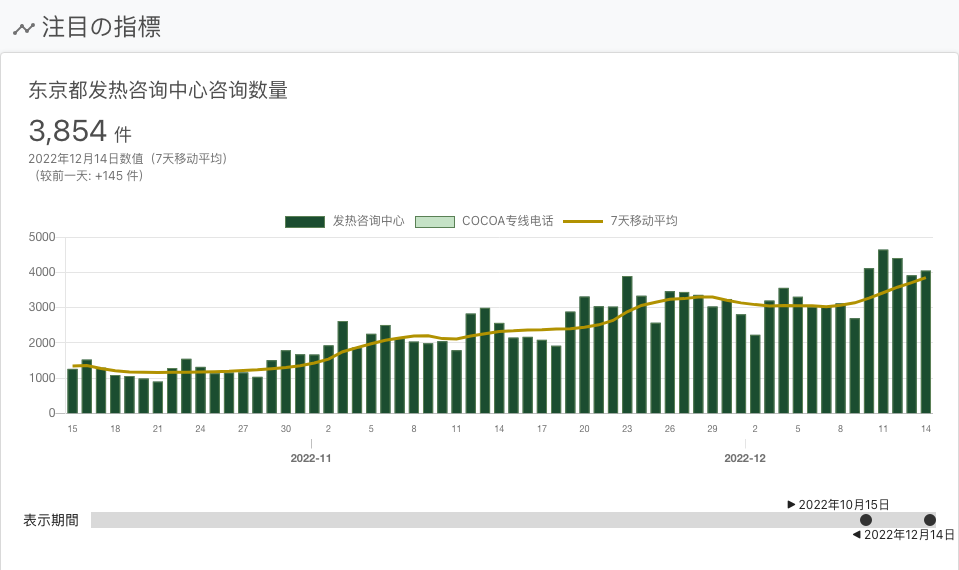 注目の指標
东京都发热咨询中心咨询数量
3,854 件
2022年12月14日数值（7天移动平均）
（较前一天: +145 件）
发热咨询中心 COCOA专线电话 7天移动平均
5000
4000
3000
2000
1000
0
15 18 21 24 27 30 2 5 8 11 14 17 20 23 26 29 2 5 8 11 14
2022-11 2022-12
▶ 2022年10月15日
表示期間
◀ 2022年12月14日